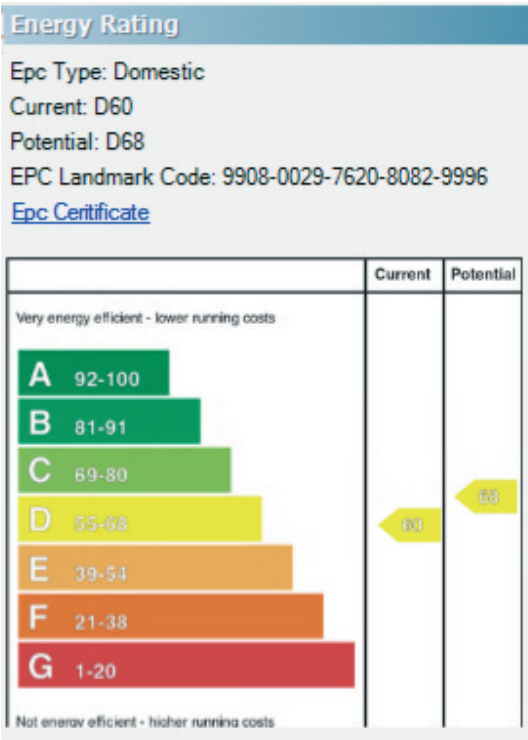 Energy Rating
Epc Type: Domestic
Current: D60
Potential: D68
EPC Landmark Code: 9908-0029-7620-8082-9996
Epc Ceritificate
Current Potential
Very energy efficient - lower running costs
A 92-100
B 81-91
C 69-80
68
D 55-68
60
E 39-54
F 21-38
G 1-20
Not energy efficient - higher running costs